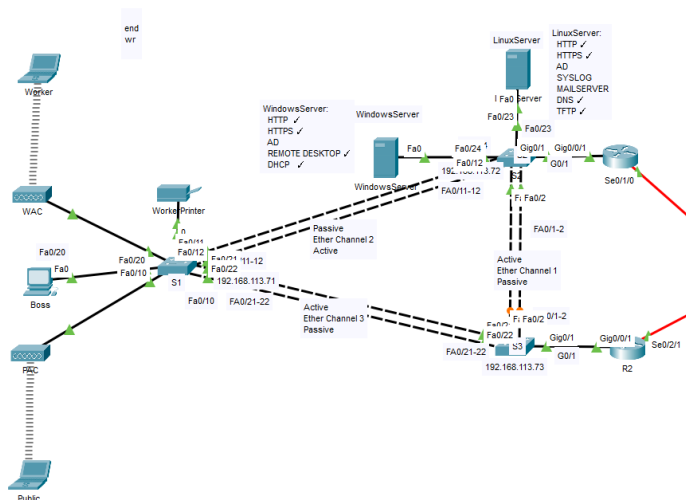 end
wr
Worker
WAC
WorkerPrinter
Fa0/20
Fa0
Boss
Fa0/20
Fa0/10
PAC
Public
Fa0/12
Fa0/22
S1
192.168.113.71
Fa0/10
FA0/21-22
WindowsServer:
HTTP ✓
HTTPS ✓
AD
REMOTE DESKTOP ✓
DHCP ✓
WindowsServer
WindowsServer
Fa0
Fa0/24
Fa0/12
FA0/11-12
Passive
Ether Channel 2
Active
Active
Ether Channel 3
Passive
LinuxServer
LinuxServer:
HTTP ✓
HTTPS ✓
AD
SYSLOG
MAILSERVER
DNS ✓
TFTP ✓
Fa0
Server
Fa0/23
Fa0/23
Gig0/1
Gig0/0/1
G0/1
Se0/1/0
Fa0/2
FA0/1-2
Active
Ether Channel 1
Passive
Fa0/2
Fa0/22
FA0/21-22
S3
192.168.113.73
Gig0/1
Gig0/0/1
G0/1
R2
Se0/2/1